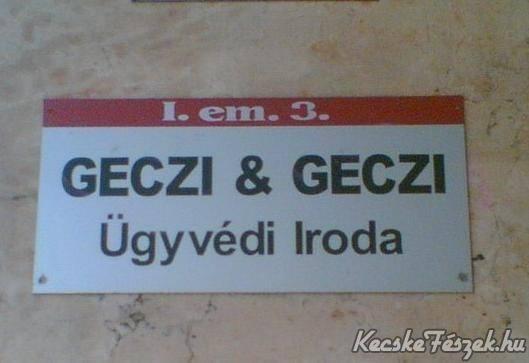 I. em. 3.
GECZI & GECZI
Ügyvédi Iroda
KecskeFészek.hu